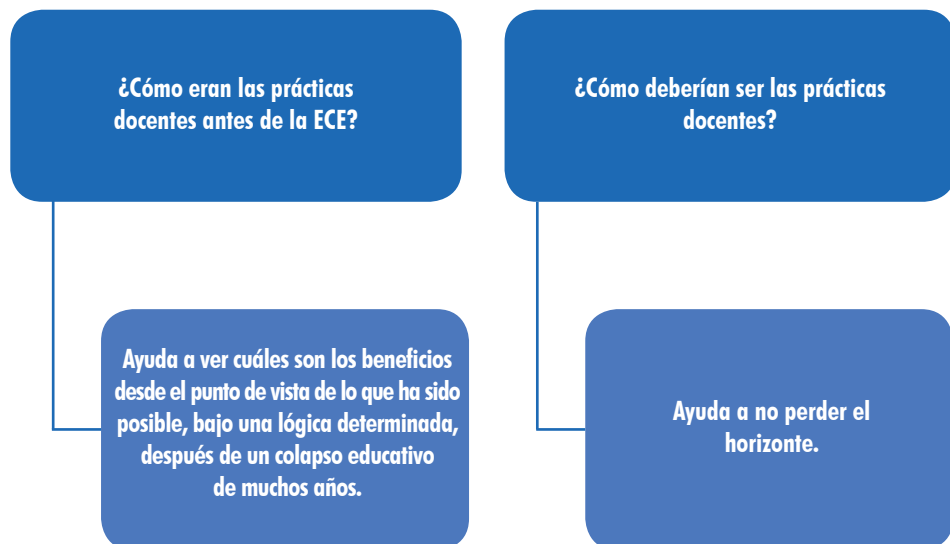 ¿Cómo eran las prácticas
docentes antes de la ECE?
Ayuda a ver cuáles son los beneficios
desde el punto de vista de lo que ha sido
posible, bajo una lógica determinada,
después de un colapso educativo
de muchos años.
¿Cómo deberían ser las prácticas
docentes?
Ayuda a no perder el
horizonte.